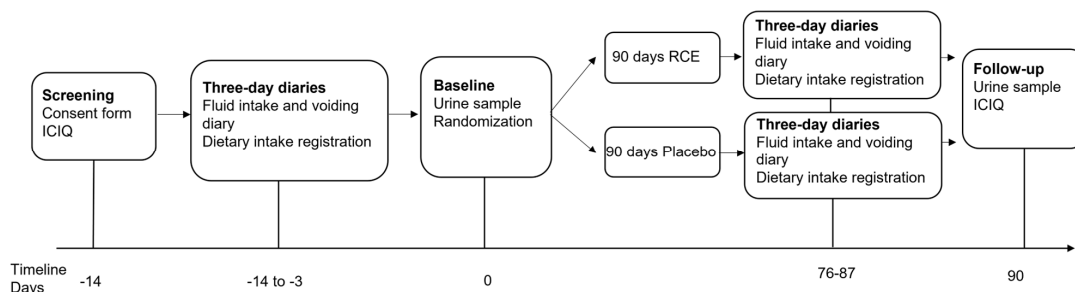 Screening
Consent form
ICIQ
Three-day diaries
Fluid intake and voiding
diary
Dietary intake registration
Baseline
Urine sample
Randomization
90 days RCE
90 days Placebo
Three-day diaries
Fluid intake and voiding
diary
Dietary intake registration
Three-day diaries
Fluid intake and voiding
diary
Dietary intake registration
Follow-up
Urine sample
ICIQ
Timeline
Days
-14
-14 to -3
0
76-87
90